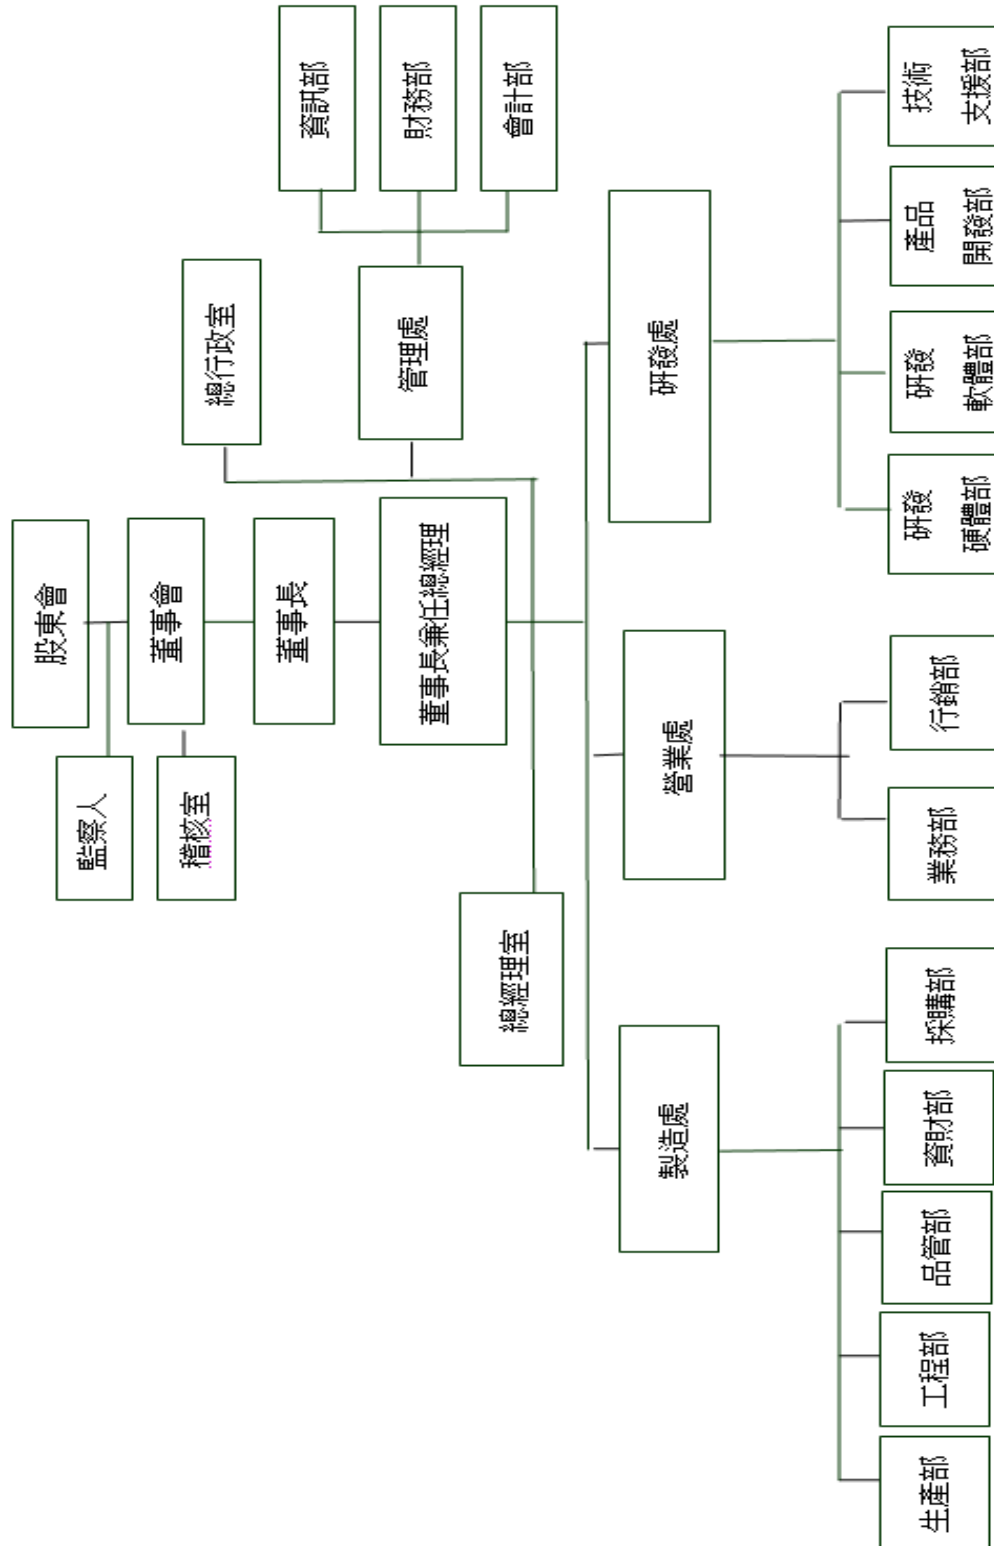 股東會
監察人
董事會
稽核室
董事長
董事長兼任總經理
總經理室
總行政室
管理處
資訊部
財務部
會計部
製造處
營業處
研發處
生產部
工程部
品管部
資財部
採購部
業務部
行銷部
研發
硬體部
研發
軟體部
產品
開發部
技術
支援部